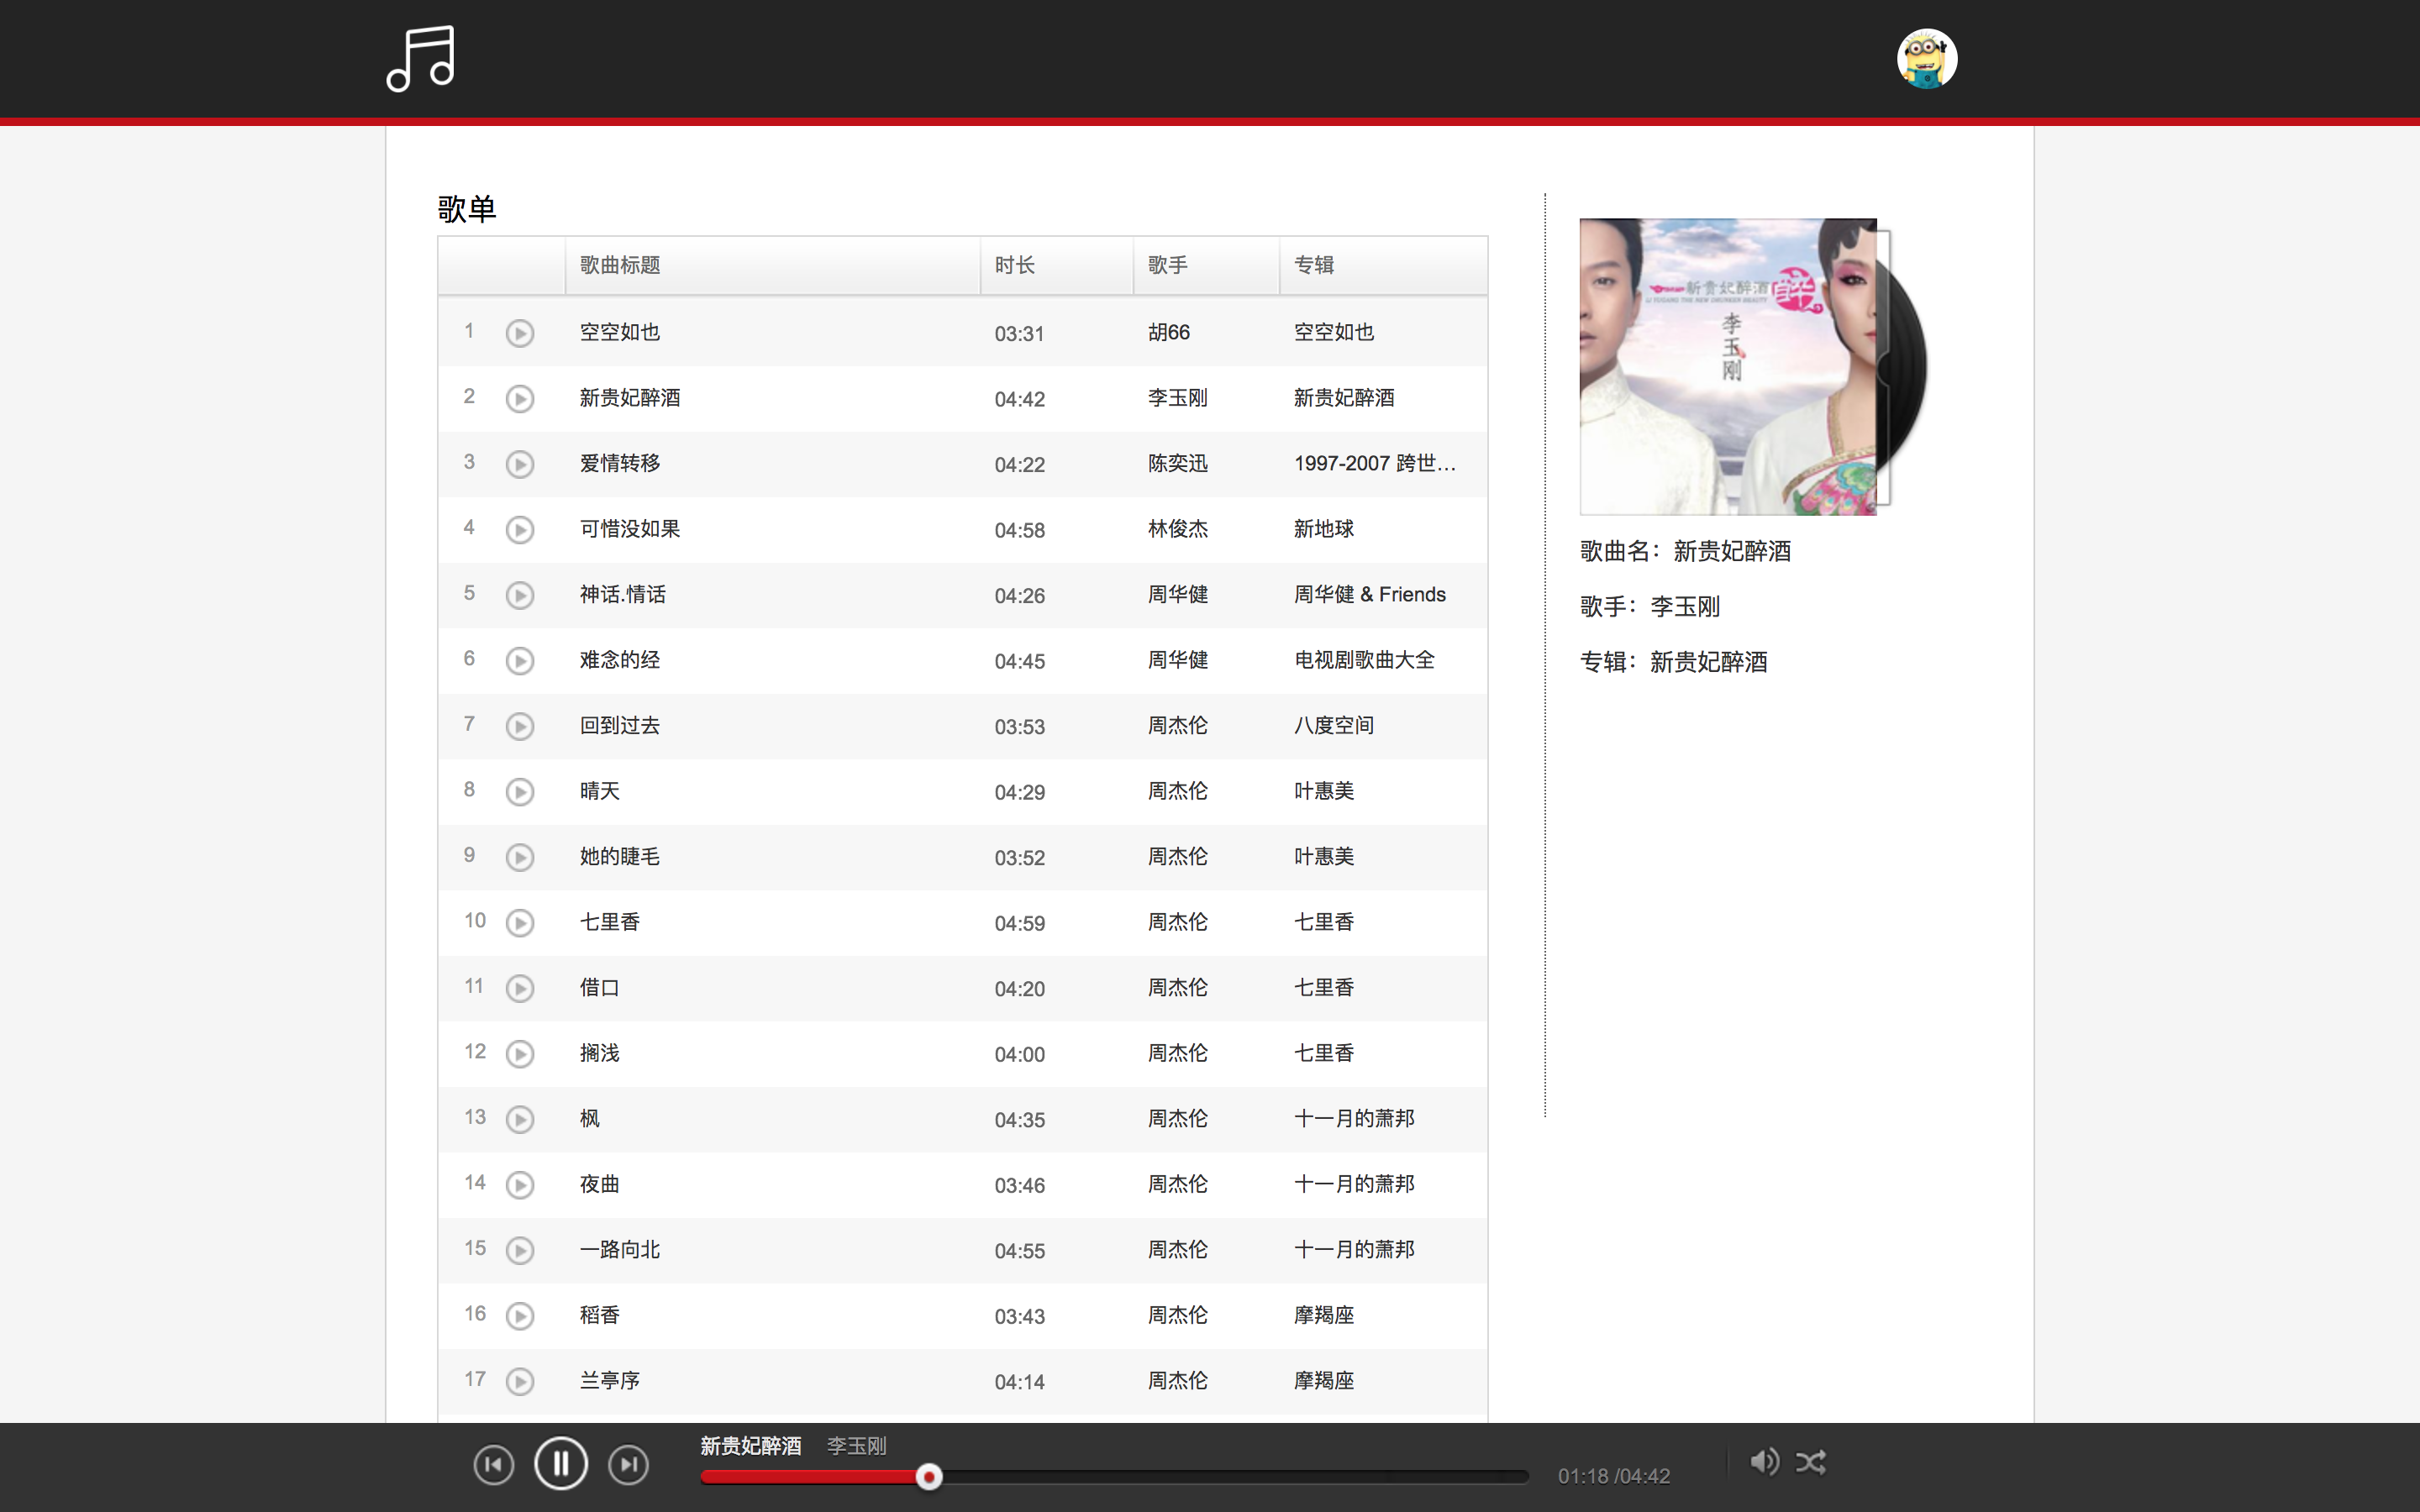 歌单
歌曲标题 时长 歌手 专辑
1 空空如也 03:31 胡66 空空如也
2 新贵妃醉酒 04:42 李玉刚 新贵妃醉酒
3 爱情转移 04:22 陈奕迅 1997-2007 跨世...
4 可惜没如果 04:58 林俊杰 新地球
5 神话.情话 04:26 周华健 周华健 & Friends
6 难念的经 04:45 周华健 电视剧歌曲大全
7 回到过去 03:53 周杰伦 八度空间
8 晴天 04:29 周杰伦 叶惠美
9 她的睫毛 03:52 周杰伦 叶惠美
10 七里香 04:59 周杰伦 七里香
11 借口 04:20 周杰伦 七里香
12 搁浅 04:00 周杰伦 七里香
13 枫 04:35 周杰伦 十一月的萧邦
14 夜曲 03:46 周杰伦 十一月的萧邦
15 一路向北 04:55 周杰伦 十一月的萧邦
16 稻香 03:43 周杰伦 摩羯座
17 兰亭序 04:14 周杰伦 摩羯座
新贵妃醉酒 醉
LI YUGANG THE NEW DRUNKEN BEAUTY
李玉刚
歌曲名：新贵妃醉酒
歌手：李玉刚
专辑：新贵妃醉酒
新贵妃醉酒 李玉刚
01:18 /04:42